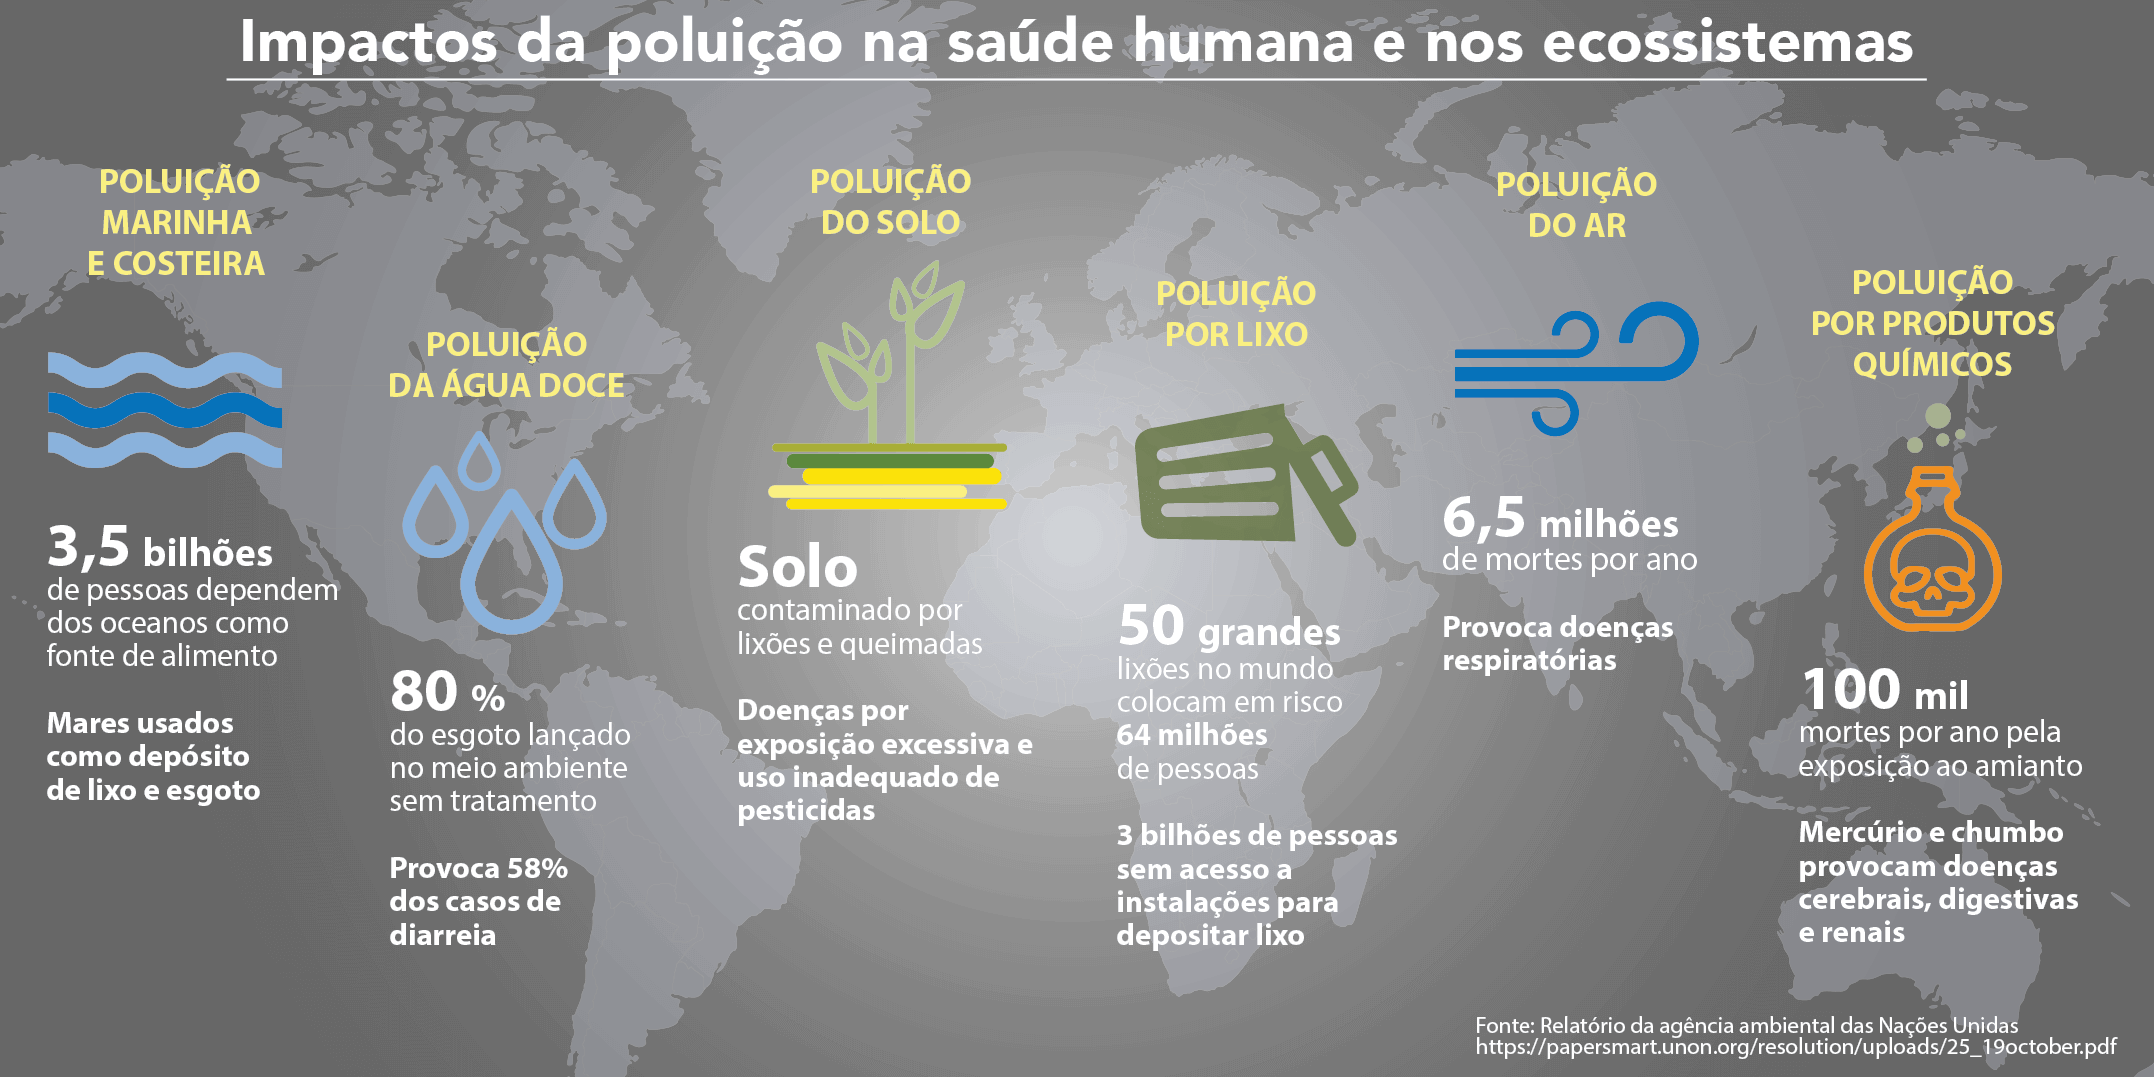 Impactos da poluição na saúde humana e nos ecossistemas
POLUIÇÃO
MARINHA
E COSTEIRA
3,5 bilhões
de pessoas dependem
dos oceanos como
fonte de alimento
Mares usados
como depósito
de lixo e esgoto
POLUIÇÃO
DA ÁGUA DOCE
80 %
do esgoto lançado
no meio ambiente
sem tratamento
Provoca 58%
dos casos de
diarreia
POLUIÇÃO
DO SOLO
Solo
contaminado por
lixões e queimadas
Doenças por
exposição excessiva e
uso inadequado de
pesticidas
POLUIÇÃO
POR LIXO
50 grandes
lixões no mundo
colocam em risco
64 milhões
de pessoas
3 bilhões de pessoas
sem acesso a
instalações para
depositar lixo
POLUIÇÃO
DO AR
6,5 milhões
de mortes por ano
Provoca doenças
respiratórias
POLUIÇÃO
POR PRODUTOS
QUÍMICOS
100 mil
mortes por ano pela
exposição ao amianto
Mercúrio e chumbo
provocam doenças
cerebrais, digestivas
e renais
Fonte: Relatório da agência ambiental das Nações Unidas
https://papersmart.unon.org/resolution/uploads/25_19october.pdf